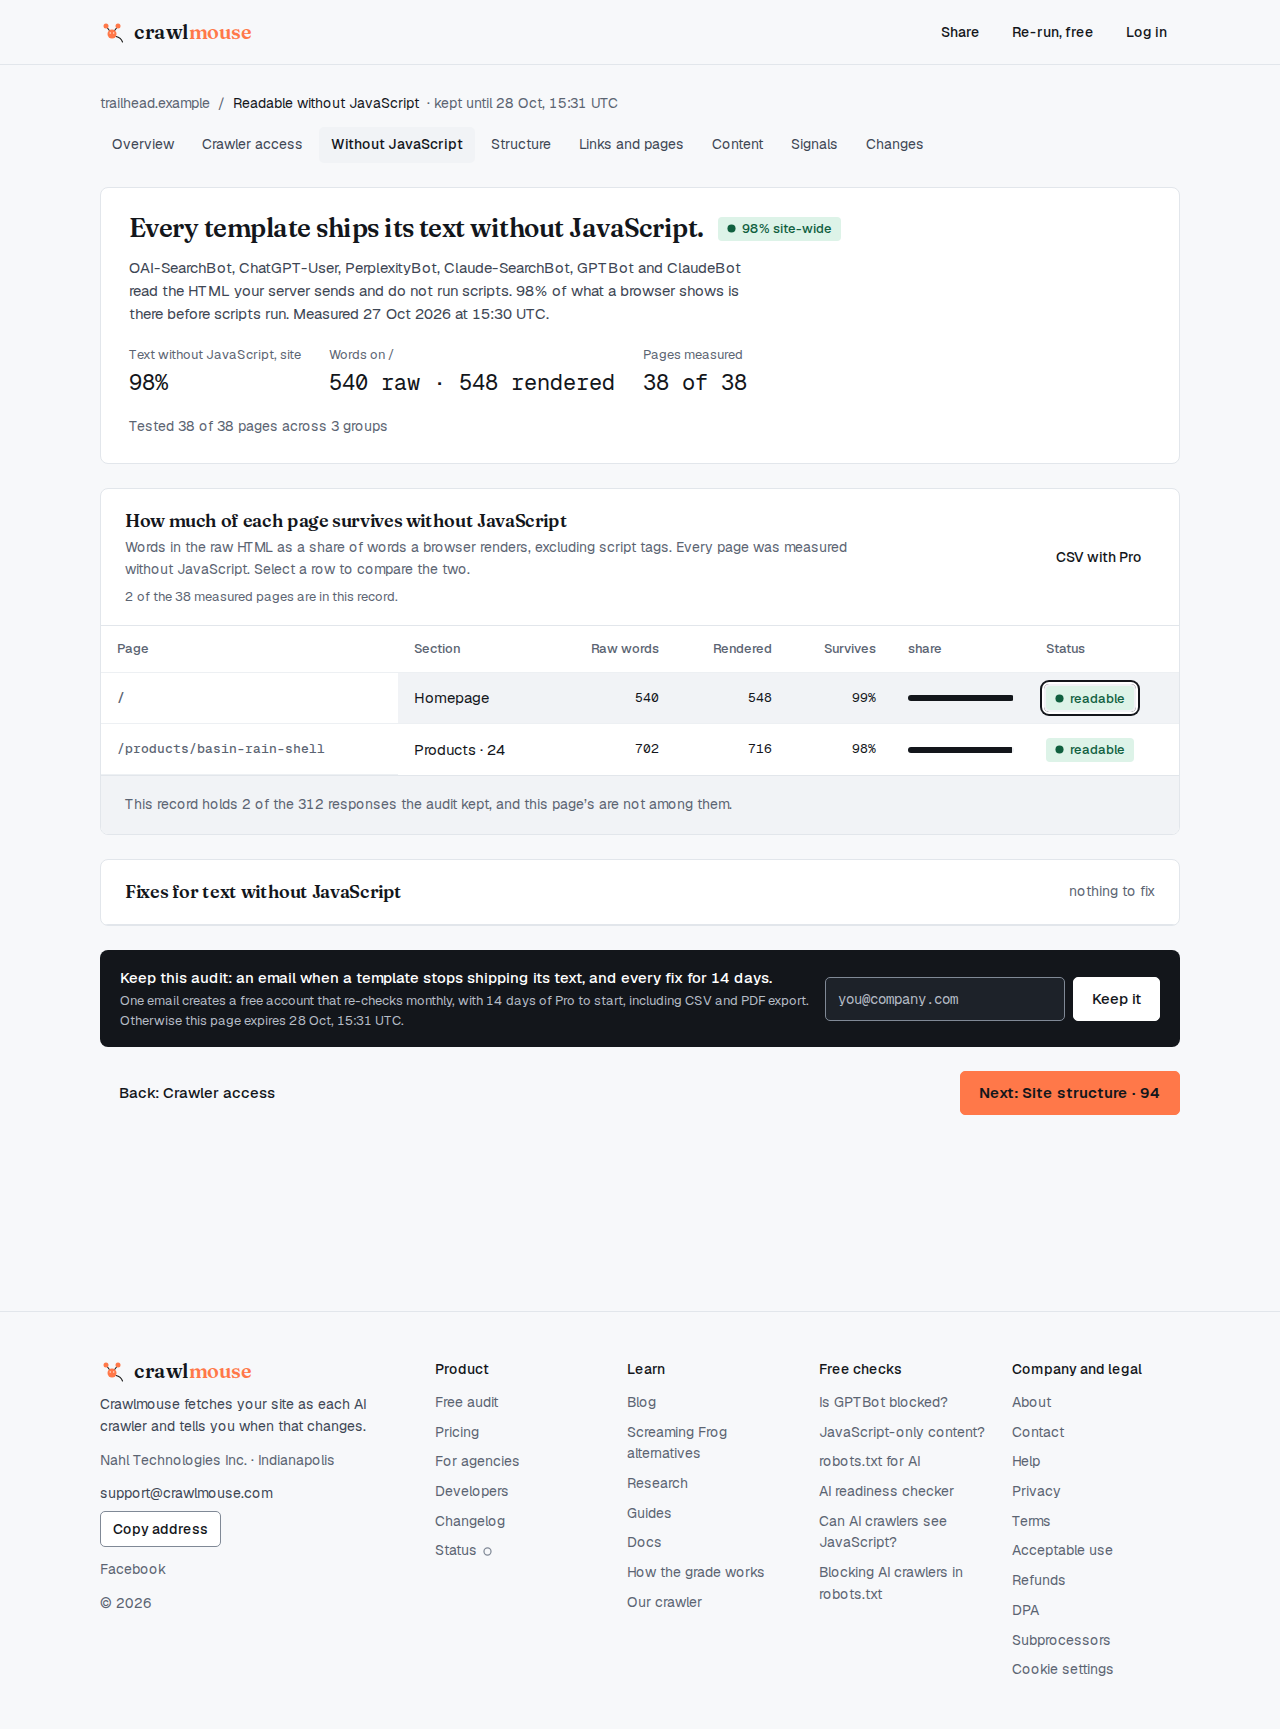 crawlmouse
Share Re-run, free Log in
trailhead.example / Readable without JavaScript · kept until 28 Oct, 15:31 UTC
Overview Crawler access Without JavaScript Structure Links and pages Content Signals Changes
Every template ships its text without JavaScript. 98% site-wide
OAI-SearchBot, ChatGPT-User, PerplexityBot, Claude-SearchBot, GPTBot and ClaudeBot
read the HTML your server sends and do not run scripts. 98% of what a browser shows is
there before scripts run. Measured 27 Oct 2026 at 15:30 UTC.
Text without JavaScript, site Words on / Pages measured
98% 540 raw · 548 rendered 38 of 38
Tested 38 of 38 pages across 3 groups
How much of each page survives without JavaScript
Words in the raw HTML as a share of words a browser renders, excluding script tags. Every page was measured
without JavaScript. Select a row to compare the two.
CSV with Pro
2 of the 38 measured pages are in this record.
Page Section Raw words Rendered Survives share Status
/ Homepage 540 548 99% readable
/products/basin-rain-shell Products · 24 702 716 98% readable
This record holds 2 of the 312 responses the audit kept, and this page's are not among them.
Fixes for text without JavaScript nothing to fix
Keep this audit: an email when a template stops shipping its text, and every fix for 14 days.
One email creates a free account that re-checks monthly, with 14 days of Pro to start, including CSV and PDF export.
Otherwise this page expires 28 Oct, 15:31 UTC.
you@company.com Keep it
Back: Crawler access Next: Site structure · 94
crawlmouse
Crawlmouse fetches your site as each AI
crawler and tells you when that changes.
Nahl Technologies Inc. · Indianapolis
support@crawlmouse.com
Copy address
Facebook
© 2026
Product
Free audit
Pricing
For agencies
Developers
Changelog
Status
Learn
Blog
Screaming Frog
alternatives
Research
Guides
Docs
How the grade works
Our crawler
Free checks
Is GPTBot blocked?
JavaScript-only content?
robots.txt for AI
AI readiness checker
Can AI crawlers see
JavaScript?
Blocking AI crawlers in
robots.txt
Company and legal
About
Contact
Help
Privacy
Terms
Acceptable use
Refunds
DPA
Subprocessors
Cookie settings